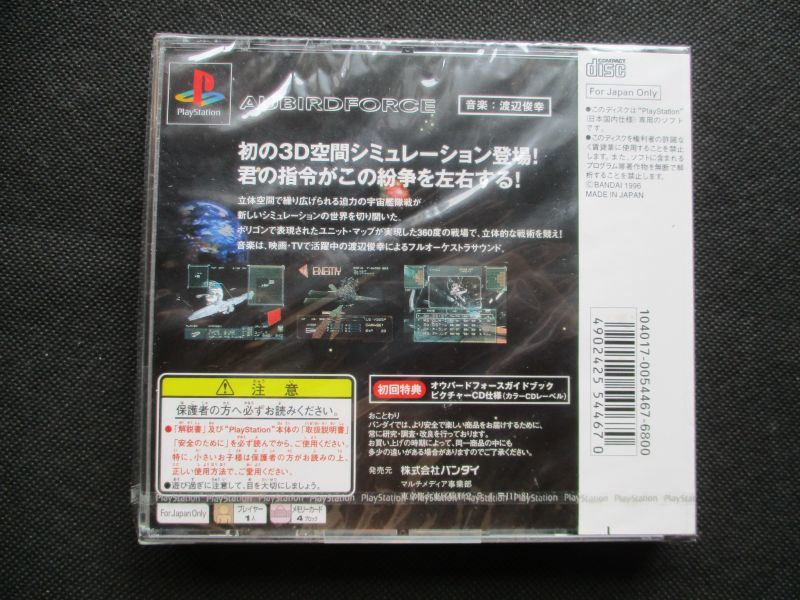 PlayStation
AUBIRDFORCE
音楽:渡辺俊幸
初の3D空間シミュレーション登場!
君の指令がこの紛争を左右する!
立体空間で繰り広げられる迫力の宇宙艦隊戦が
新しいシミュレーションの世界を切り開いた。
ポリゴンで表現されたユニット・マップが実現した360度の戦場で、立体的な戦術を競え!
音楽は、映画・TVで活躍中の渡辺俊幸によるフルオーケストラサウンド。
ENEMY
注意
保護者の方へ必ずお読みください。
●「解説書」及び"PlayStation"本体の「取扱説明書」
「安全のために」を必ず読んでから、ご使用ください。
特に、小さいお子様は保護者の方がお読みの上、
正しい使用方法で、ご愛用ください。
●遊び過ぎに注意して、目を大切にしましょう。
初回特典
オウバードフォースガイドブック
ピクチャーCD仕様(カラーCDレーベル)
おことわり
バンダイでは、より安全で楽しい商品をお届けするために、
常に研究・調査・改良を行っております。
お買い上げの時期によって、同一商品の中にも
多少の違いがある場合がありますのでご了承ください。
発売元 株式会社バンダイ
マルチメディア事業部
PlayStation PlayStation PlayStation PlayStation PlayStation
For Japan Only
プレイヤー
1人
メモリーカード
4ブロック
COMPACT
disc
For Japan Only
●このディスクは"PlayStation"
(日本国内仕様)専用のソフト
です。
●このディスクを権利者の許諾な
く賃貸業に使用することを禁止
します。また、ソフトに含まれる
プログラム等著作物を無断で解
析することを禁止します。
©BANDAI 1996
MADE IN JAPAN
104017-0054467-6800
4902425544670